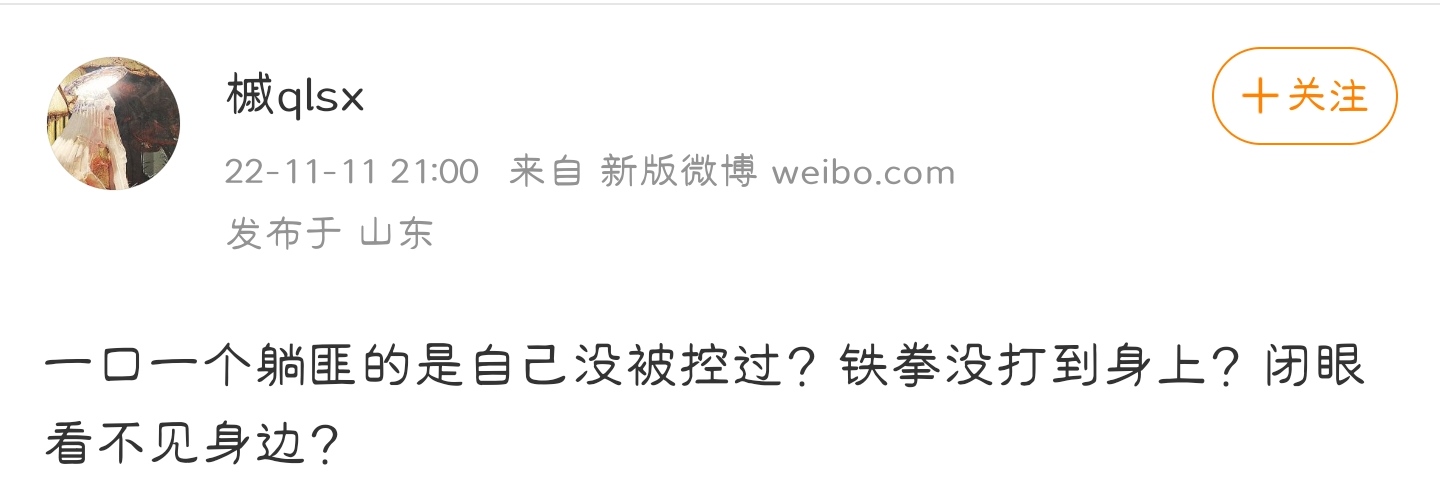 槭qlsx
+关注
22-11-11 21:00 来自 新版微博 weibo.com
发布于 山东
一口一个躺匪的是自己没被控过？铁拳没打到身上？闭眼
看不见身边？